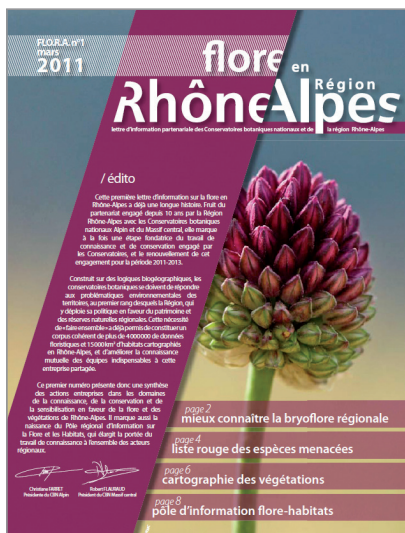 FL.O.R.A. n°1
mars
2011
flore en
Région
Rhône-Alpes
lettre d'information partenariale des Conservatoires botaniques nationaux et de la région Rhône-Alpes
/ édito
Cette première lettre d'information sur la flore en
Rhône-Alpes a déjà une longue histoire. Fruit du
partenariat engagé depuis 10 ans par la Région
Rhône-Alpes avec les Conservatoires botaniques
nationaux Alpin et du Massif central, elle marque
à la fois une étape fondatrice du travail de
connaissance et de conservation engagé par
les Conservatoires, et le renouvellement de cet
engagement pour la période 2011-2013.
Construit sur des logiques biogéographiques, les
conservatoires botaniques se doivent de répondre
aux problématiques environnementales des
territoires, au premier rang desquels la Région, qui
y déploie sa politique en faveur du patrimoine et
des réserves naturelles régionales. Cette nécessité
de « faire ensemble » a déjà permis de constituer un
corpus cohérent de plus de 4000000 de données
floristiques et 15000 km² d'habitats cartographiés
en Rhône-Alpes, et d'améliorer la connaissance
mutuelle des équipes indispensables à cette
entreprise partagée.
Ce premier numéro présente donc une synthèse
des actions entreprises dans les domaines
de la connaissance, de la conservation et de
la sensibilisation en faveur de la flore et des
végétations de Rhône-Alpes. Il marque aussi la
naissance du Pôle régional d'Information sur
la Flore et les Habitats, qui élargit la portée du
travail de connaissance à l'ensemble des acteurs
régionaux.
Présidente du CBN Alpin
Président du CBN Massif central
page 2
mieux connaître la bryoflore régionale
page 4
liste rouge des espèces menacées
page 6
cartographie des végétations
page 8
pôle d'information flore-habitats